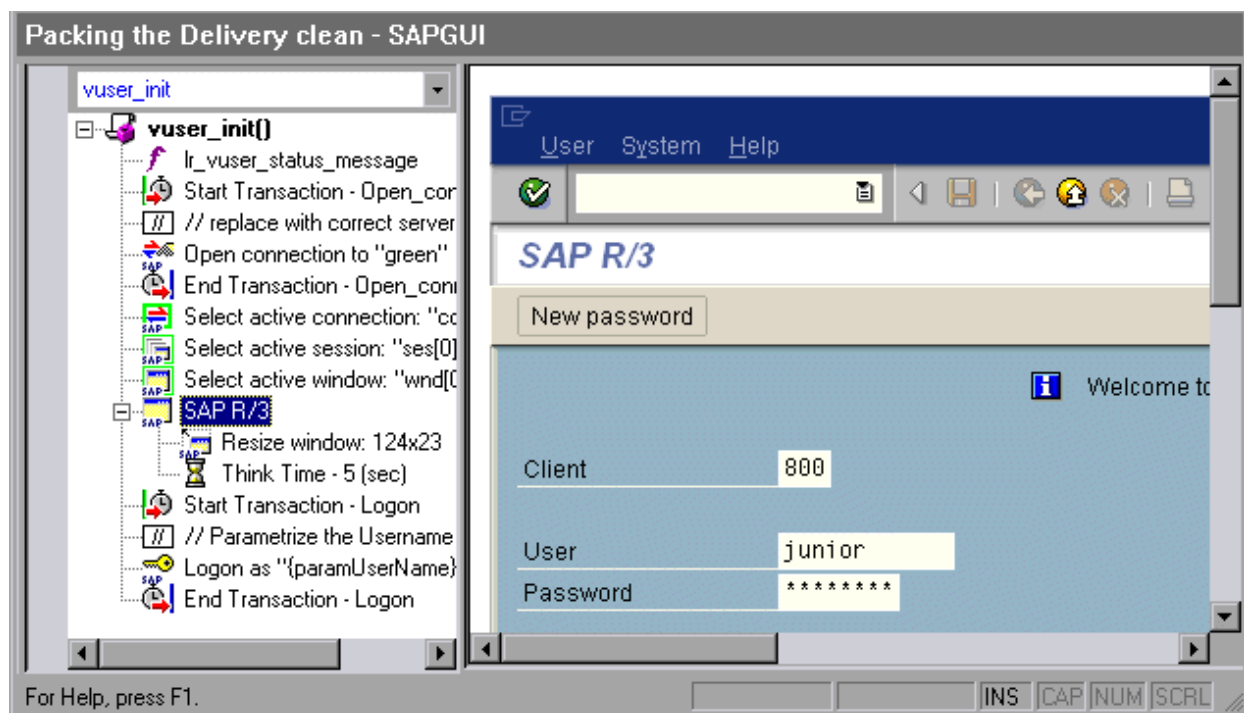 Packing the Delivery clean - SAPGUI
vuser_init
vuser_init()
lr_vuser_status_message
Start Transaction - Open_cor
// // replace with correct server
Open connection to "green"
End Transaction - Open_conn
Select active connection: "co
Select active session: "ses[0]
Select active window: "wnd[0
SAP R/3
Resize window: 124x23
Think Time - 5 (sec)
Start Transaction - Logon
// // Parametrize the Username
Logon as "{paramUserName}
End Transaction - Logon
User System Help
SAP R/3
New password
Welcome to
Client 800
User junior
Password ********
For Help, press F1.
INS CAP NUM SCRL